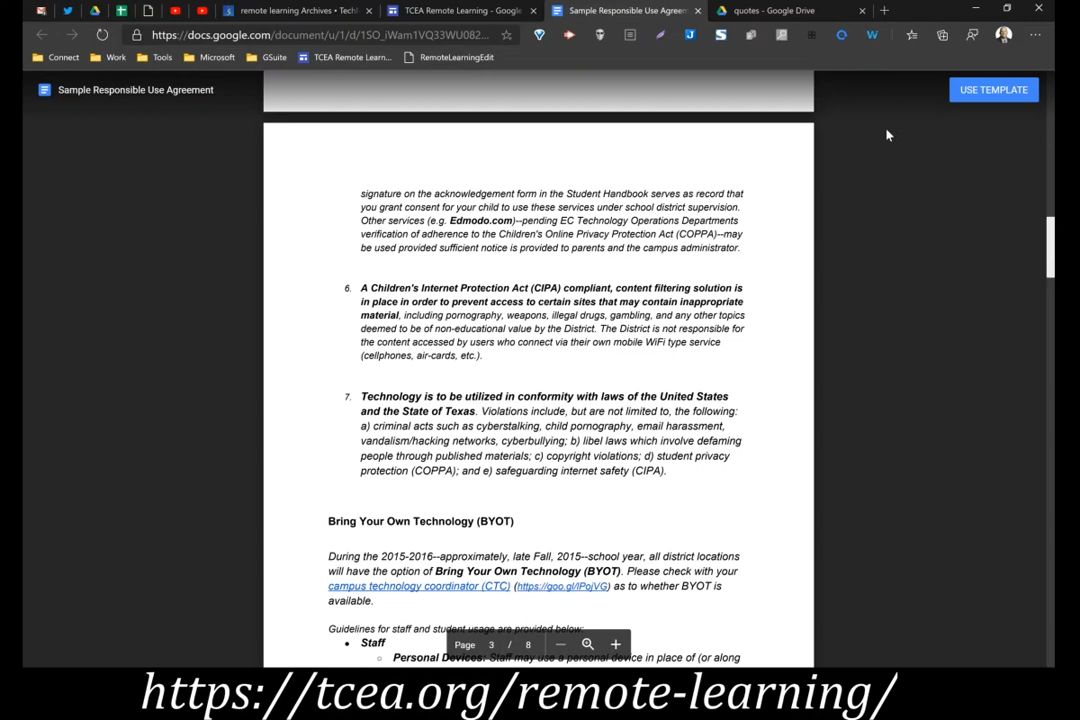 remote learning Archives • Tech
TCEA Remote Learning - Google
Sample Responsible Use Agreem
quotes - Google Drive
https://docs.google.com/document/u/1/d/1SO_iWam1VQ33WU082...
Connect
Work
Tools
Microsoft
GSuite
TCEA Remote Learn...
RemoteLearningEdit
Sample Responsible Use Agreement
USE TEMPLATE
signature on the acknowledgement form in the Student Handbook serves as record that
you grant consent for your child to use these services under school district supervision.
Other services (e.g. Edmodo.com)--pending EC Technology Operations Departments
verification of adherence to the Children's Online Privacy Protection Act (COPPA)--may
be used provided sufficient notice is provided to parents and the campus administrator.
6. A Children's Internet Protection Act (CIPA) compliant, content filtering solution is
in place in order to prevent access to certain sites that may contain inappropriate
material, including pornography, weapons, illegal drugs, gambling, and any other topics
deemed to be of non-educational value by the District. The District is not responsible for
the content accessed by users who connect via their own mobile WiFi type service
(cellphones, air-cards, etc.).
7. Technology is to be utilized in conformity with laws of the United States
and the State of Texas. Violations include, but are not limited to, the following:
a) criminal acts such as cyberstalking, child pornography, email harassment,
vandalism/hacking networks, cyberbullying; b) libel laws which involve defaming
people through published materials; c) copyright violations; d) student privacy
protection (COPPA); and e) safeguarding internet safety (CIPA).
Bring Your Own Technology (BYOT)
During the 2015-2016--approximately, late Fall, 2015--school year, all district locations
will have the option of Bring Your Own Technology (BYOT). Please check with your
campus technology coordinator (CTC) (https://goo.gl/lPojVG) as to whether BYOT is
available.
Guidelines for staff and student usage are provided below:
Staff
Page 3 / 8
Personal Devices: Staff may use a personal device in place of (or along
https://tcea.org/remote-learning/